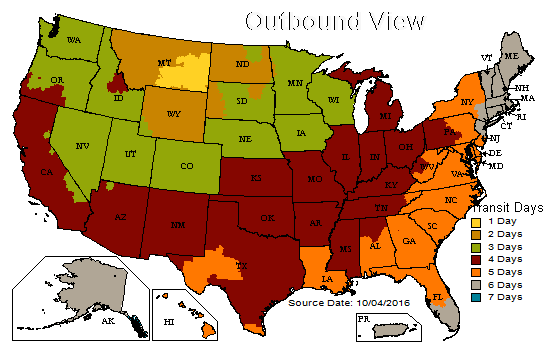 Outbound View
WA
MT
ND
MN
VT
ME
OR
ID
WY
SD
WI
MI
NY
NH
MA
RI
CT
NJ
DE
MD
NV
UT
CO
NE
IA
IL
IN
OH
PA
WV
VA
CA
AZ
NM
KS
MO
KY
NC
TN
OK
AR
SC
TX
LA
MS
AL
GA
FL
AK
HI
PR
Transit Days
1 Day
2 Days
3 Days
4 Days
5 Days
6 Days
7 Days
Source Date: 10/04/2016